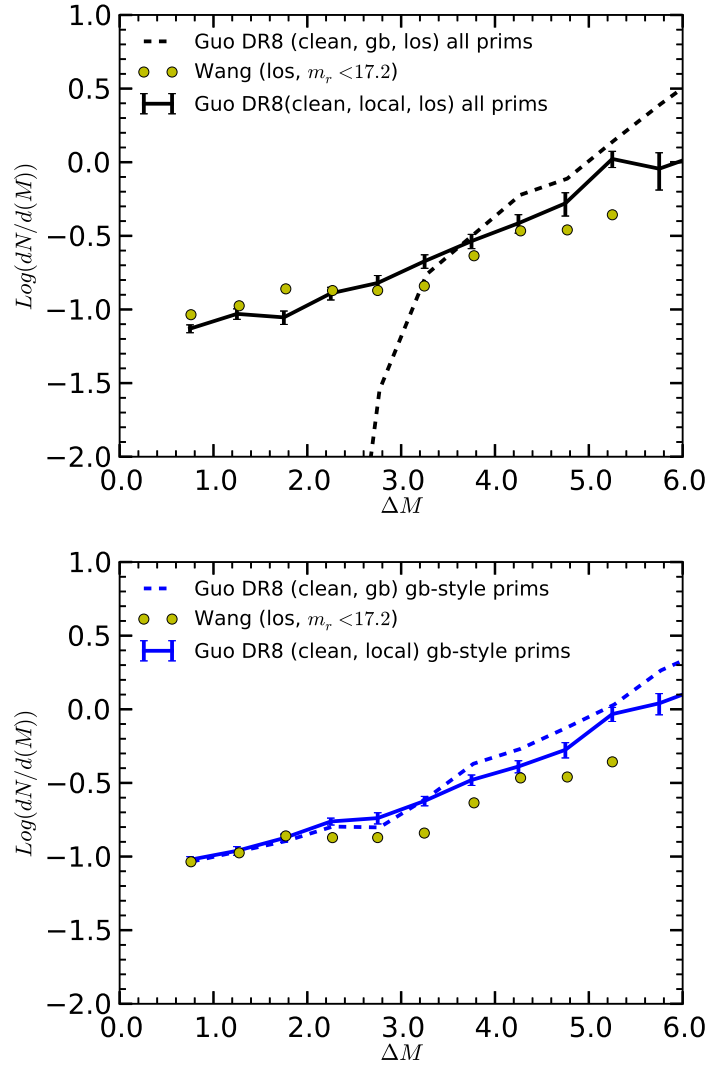 Guo DR8 (clean, gb, los) all prims
Wang (los, m_r <17.2)
Guo DR8(clean, local, los) all prims
1.0
0.5
0.0
−0.5
−1.0
−1.5
−2.0
Log(dN/d(M))
0.0 1.0 2.0 3.0 4.0 5.0 6.0
ΔM
Guo DR8 (clean, gb) gb-style prims
Wang (los, m_r <17.2)
Guo DR8 (clean, local) gb-style prims
1.0
0.5
0.0
−0.5
−1.0
−1.5
−2.0
Log(dN/d(M))
0.0 1.0 2.0 3.0 4.0 5.0 6.0
ΔM